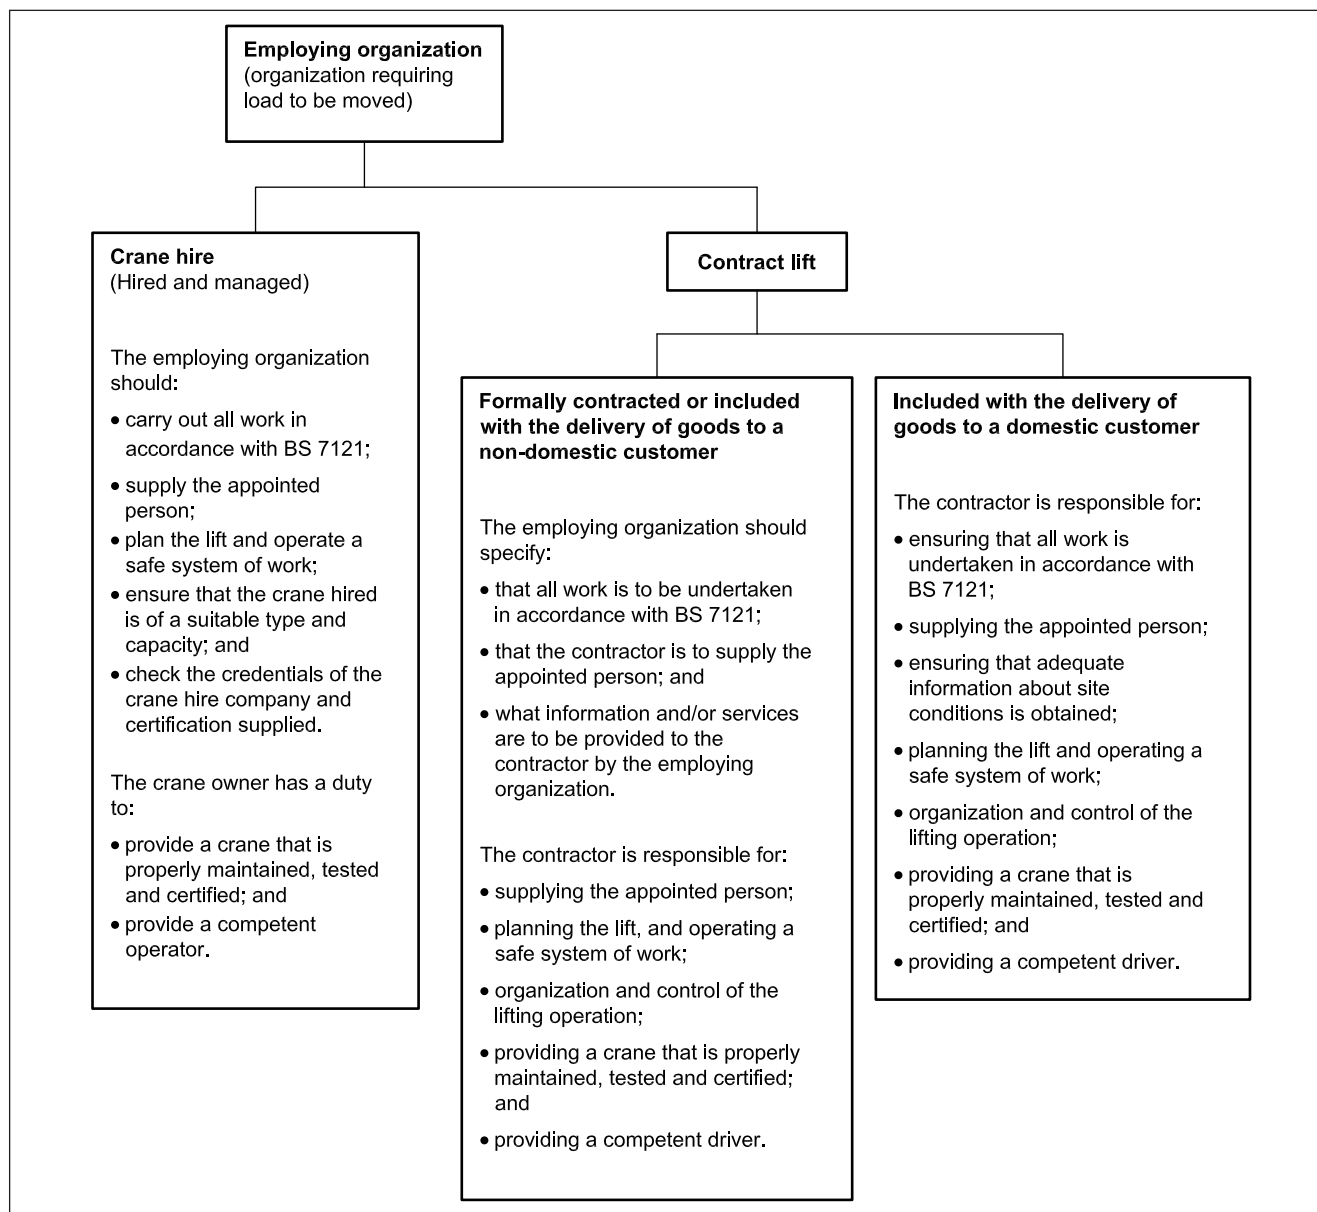 Employing organization
(organization requiring
load to be moved)
Crane hire
(Hired and managed)
The employing organization
should:
• carry out all work in
accordance with BS 7121;
• supply the appointed
person;
• plan the lift and operate a
safe system of work;
• ensure that the crane hired
is of a suitable type and
capacity; and
• check the credentials of the
crane hire company and
certification supplied.
The crane owner has a duty
to:
• provide a crane that is
properly maintained, tested
and certified; and
• provide a competent
operator.
Contract lift
Formally contracted or included
with the delivery of goods to a
non-domestic customer
The employing organization should
specify:
• that all work is to be undertaken
in accordance with BS 7121;
• that the contractor is to supply the
appointed person; and
• what information and/or services
are to be provided to the
contractor by the employing
organization.
The contractor is responsible for:
• supplying the appointed person;
• planning the lift, and operating a
safe system of work;
• organization and control of the
lifting operation;
• providing a crane that is properly
maintained, tested and certified;
and
• providing a competent driver.
Included with the delivery of
goods to a domestic customer
The contractor is responsible for:
• ensuring that all work is
undertaken in accordance with
BS 7121;
• supplying the appointed person;
• ensuring that adequate
information about site
conditions is obtained;
• planning the lift and operating a
safe system of work;
• organization and control of the
lifting operation;
• providing a crane that is
properly maintained, tested and
certified; and
• providing a competent driver.